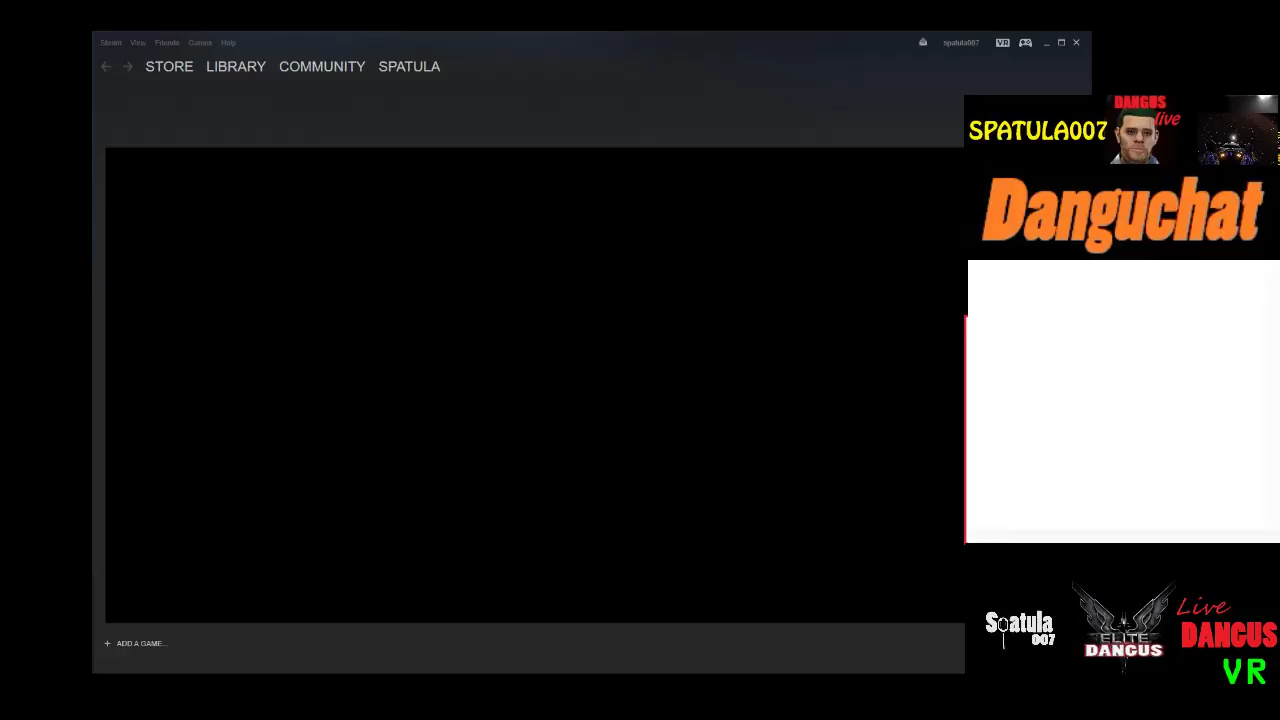 Steam View Friends Games Help
spatula007 VR
STORE LIBRARY COMMUNITY SPATULA
DANGUS
live
SPATULA007
Danguchat
+ ADD A GAME...
Spatula
007
ELITE
DANGUS
Live
DANGUS
VR